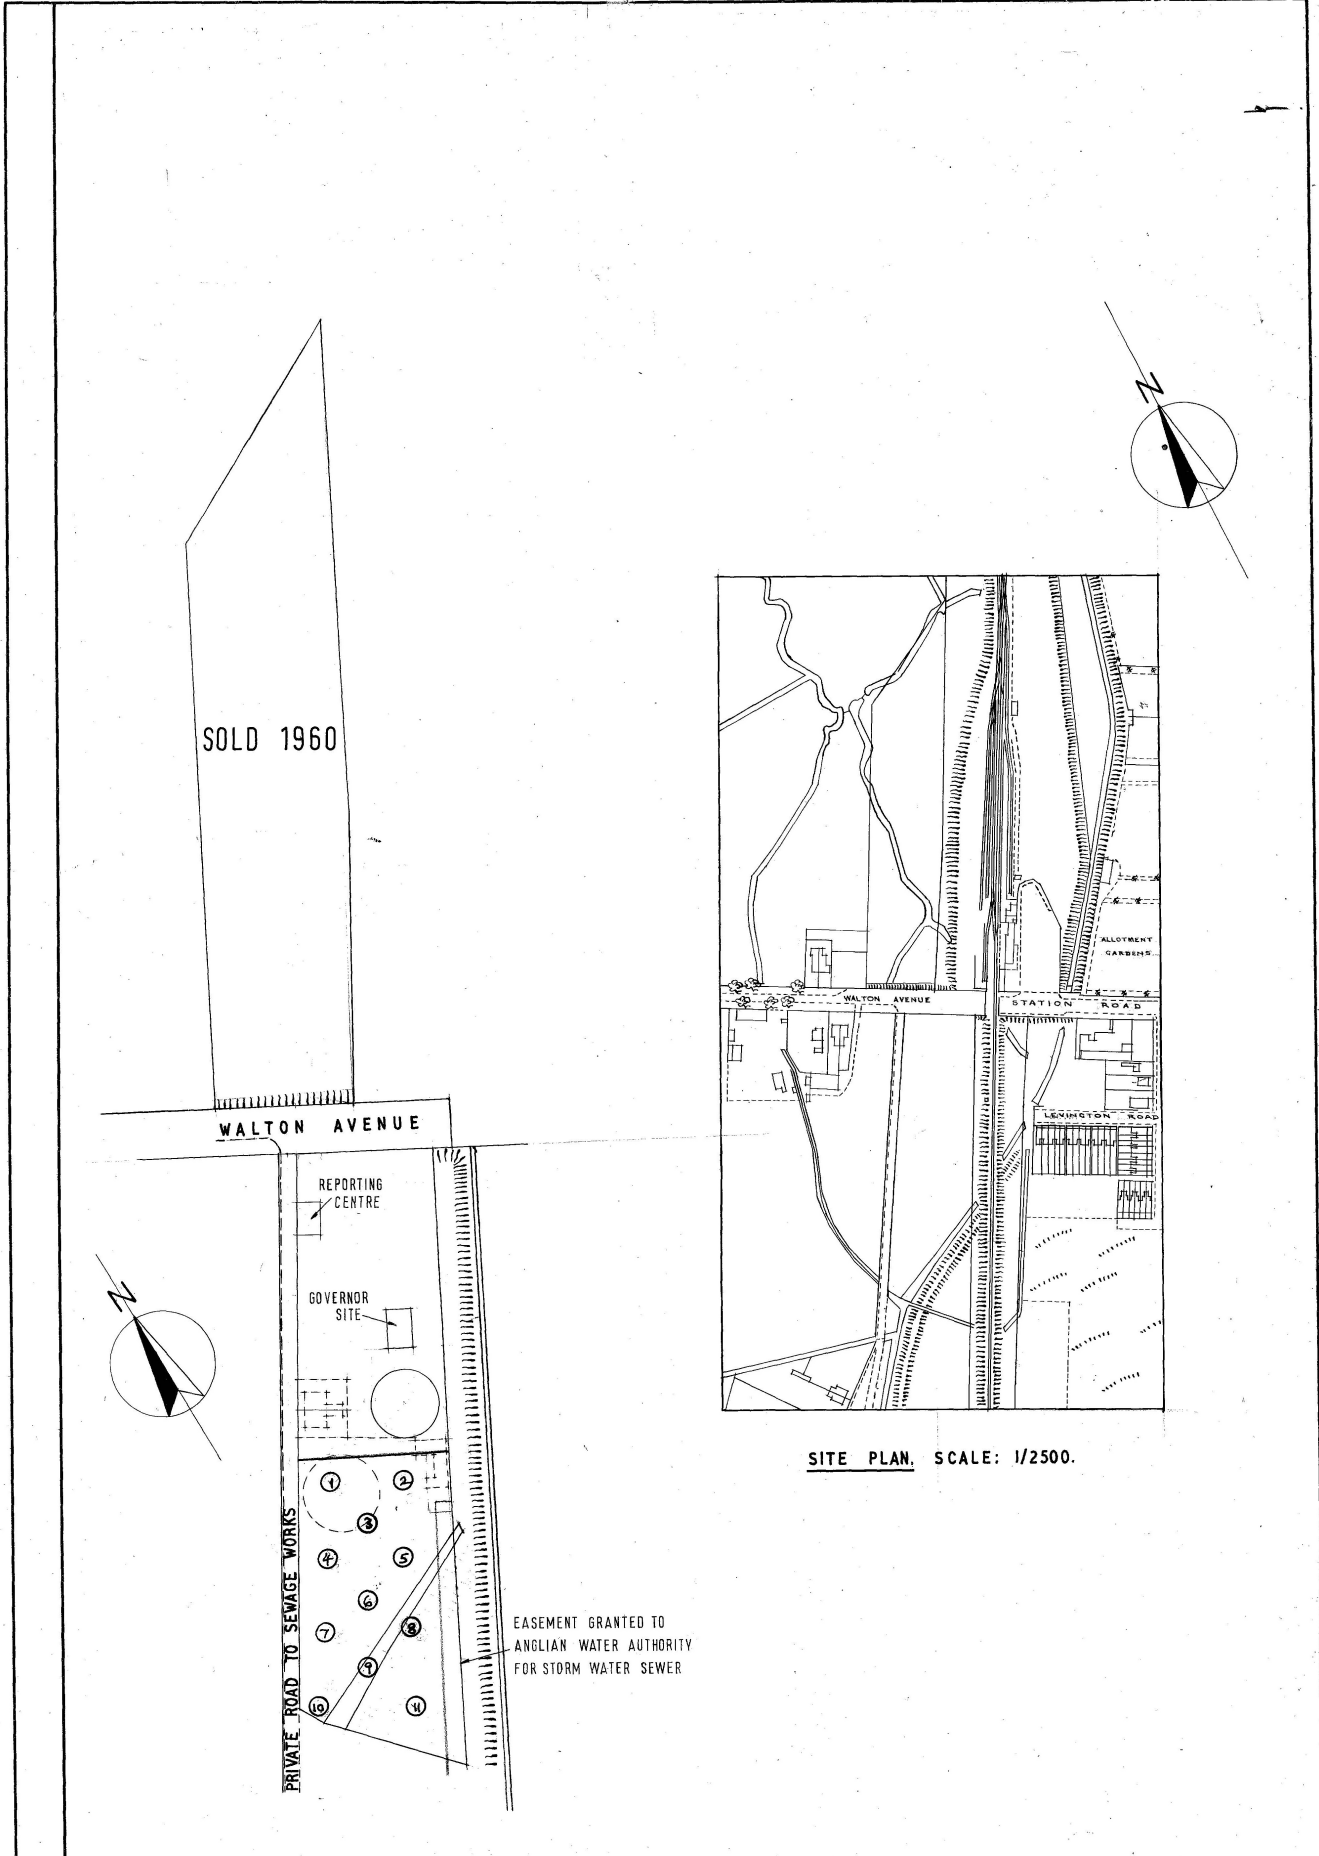 N
SOLD 1960
WALTON AVENUE
REPORTING
CENTRE
GOVERNOR
SITE
N
1
2
3
4
5
6
7
8
9
10
11
PRIVATE ROAD TO SEWAGE WORKS
EASEMENT GRANTED TO
ANGLIAN WATER AUTHORITY
FOR STORM WATER SEWER
ALLOTMENT
GARDENS
WALTON AVENUE
STATION ROAD
LEVINGTON ROAD
SITE PLAN. SCALE: 1/2500.